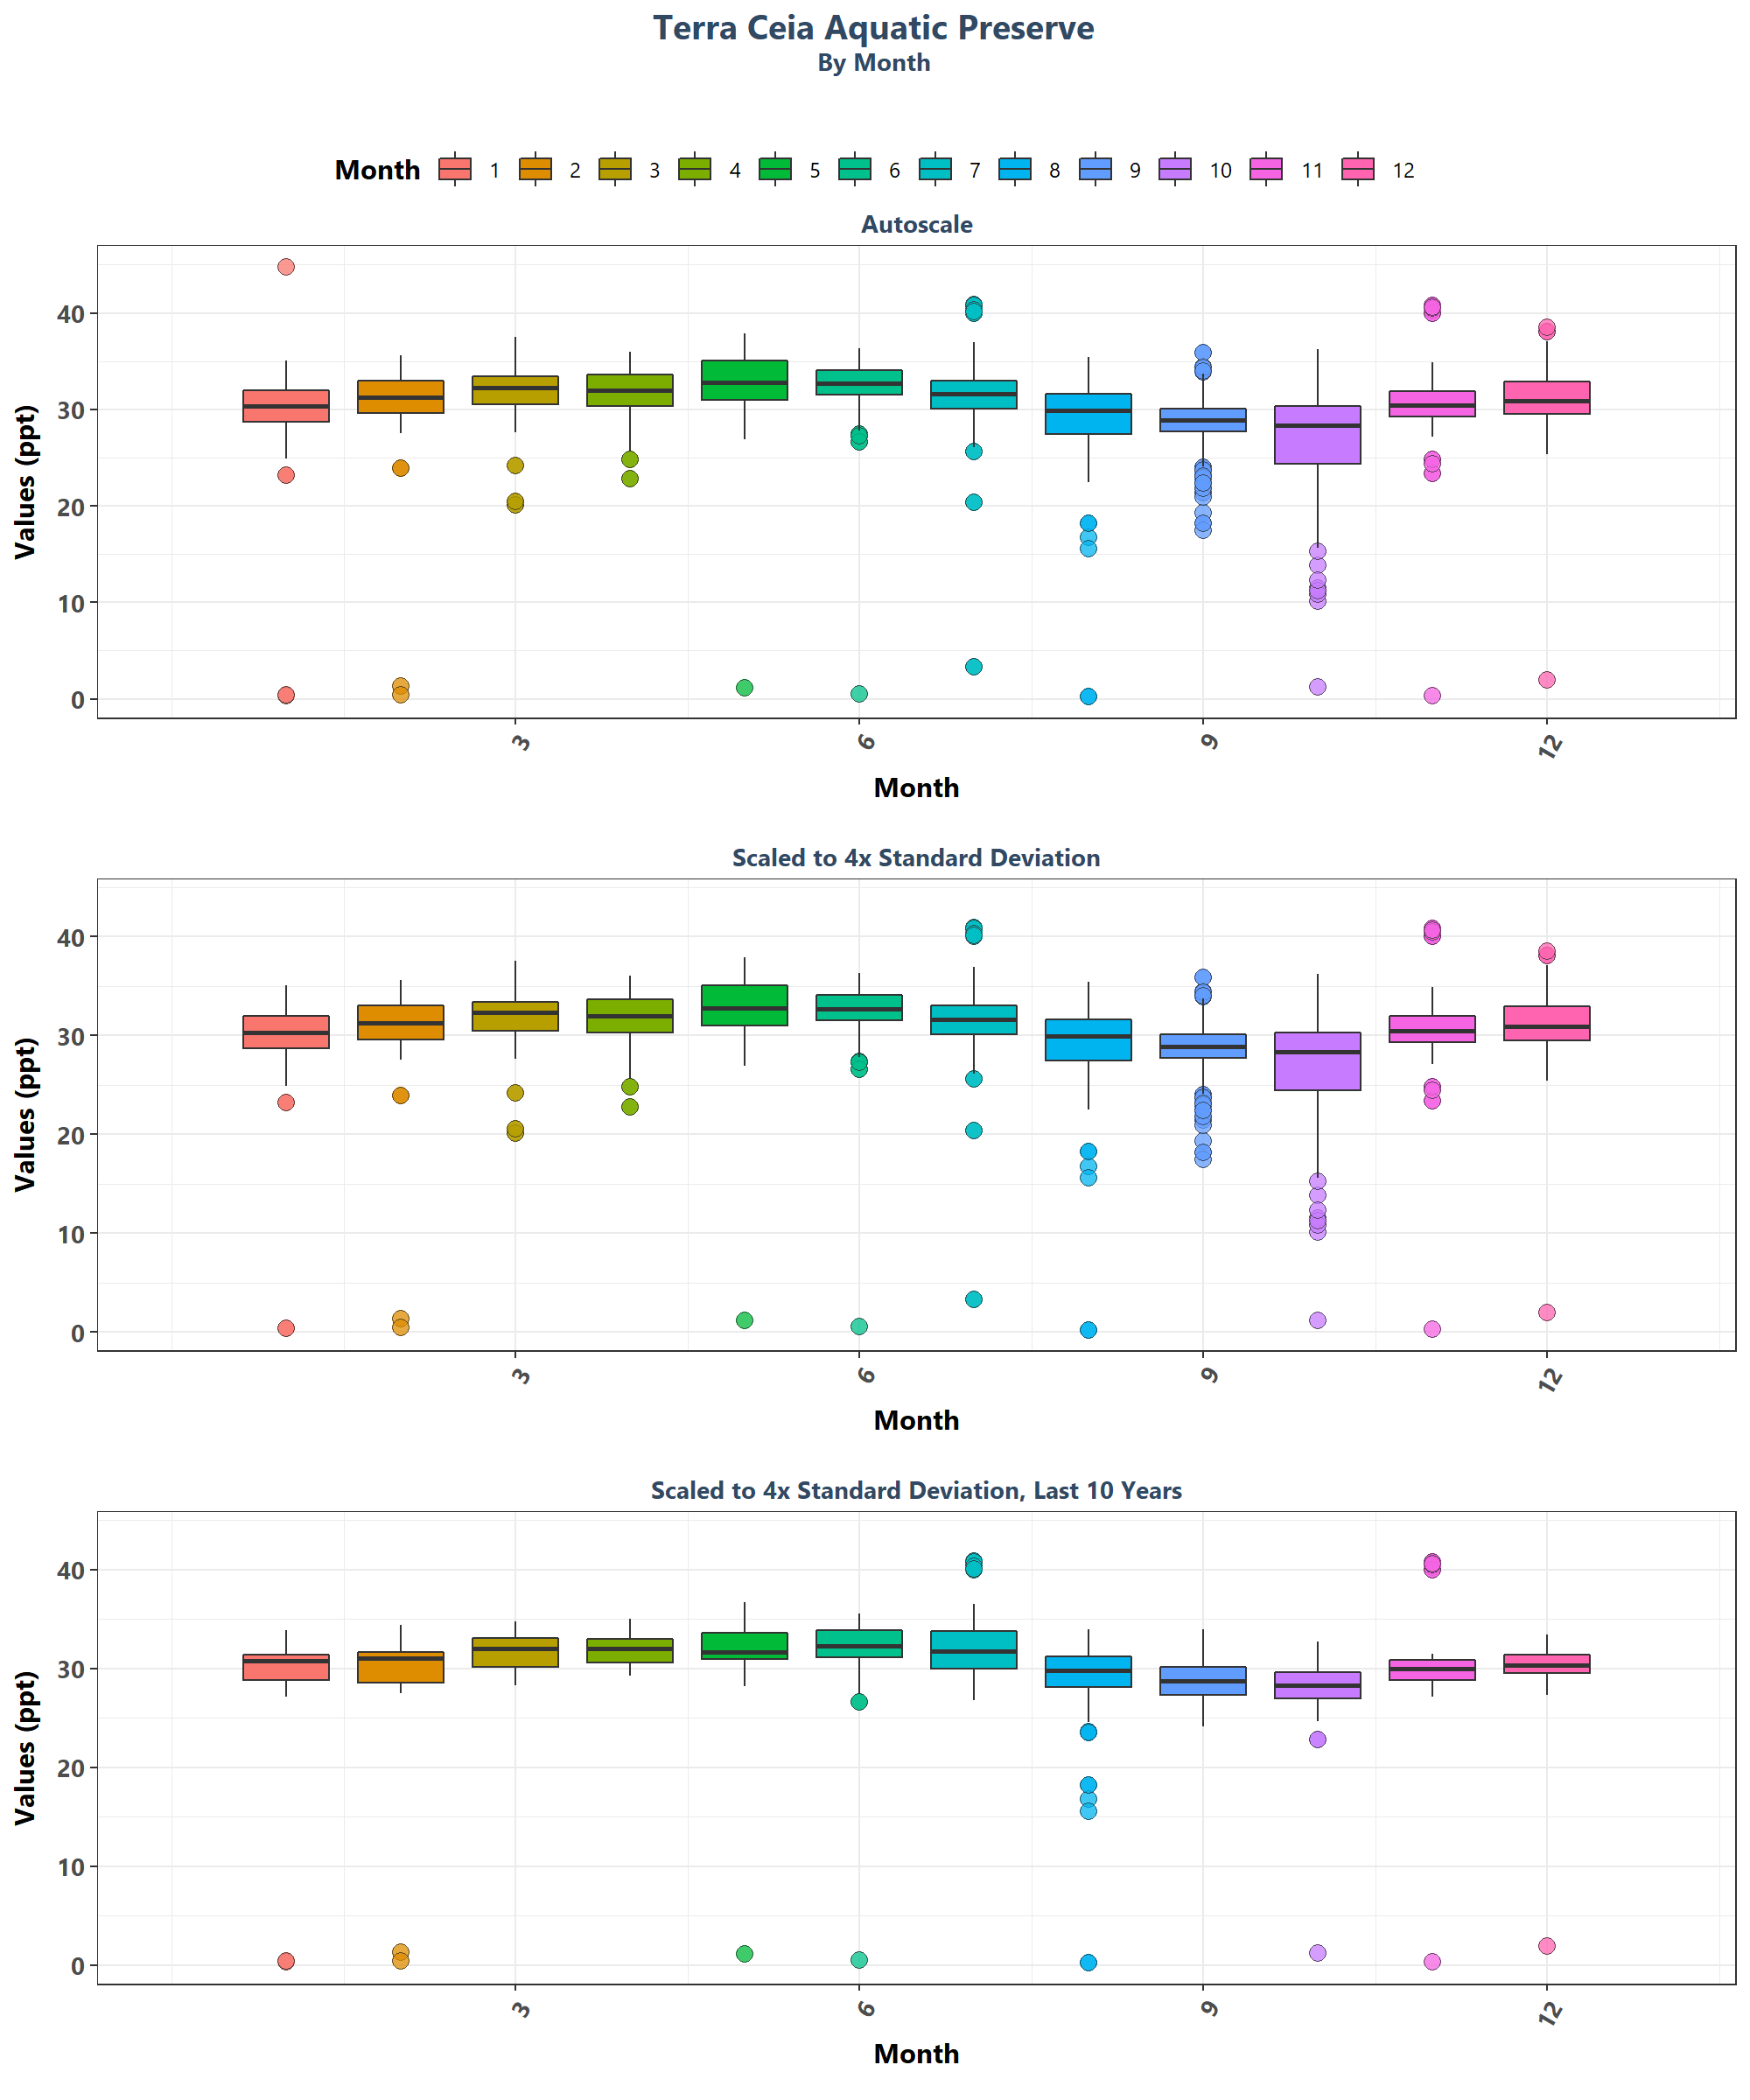 Terra Ceia Aquatic Preserve
By Month
Month 1 2 3 4 5 6 7 8 9 10 11 12
Autoscale
Values (ppt)
40
30
20
10
0
3 6 9 12
Month
Scaled to 4x Standard Deviation
Values (ppt)
40
30
20
10
0
3 6 9 12
Month
Scaled to 4x Standard Deviation, Last 10 Years
Values (ppt)
40
30
20
10
0
3 6 9 12
Month